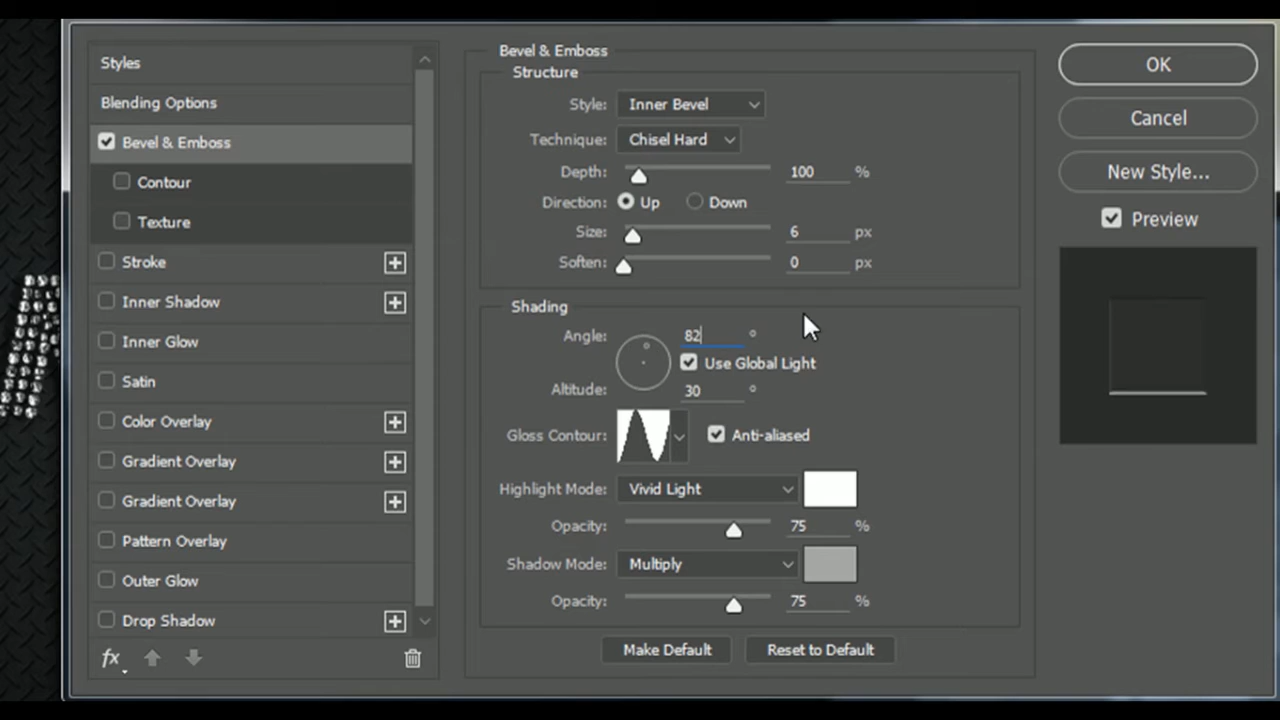 Styles
Blending Options
Bevel & Emboss
Contour
Texture
Stroke
Inner Shadow
Inner Glow
Satin
Color Overlay
Gradient Overlay
Gradient Overlay
Pattern Overlay
Outer Glow
Drop Shadow
fx
Bevel & Emboss
Structure
Style: Inner Bevel
Technique: Chisel Hard
Depth: 100 %
Direction: Up Down
Size: 6 px
Soften: 0 px
Shading
Angle: 82 °
Use Global Light
Altitude: 30 °
Gloss Contour: Anti-aliased
Highlight Mode: Vivid Light
Opacity: 75 %
Shadow Mode: Multiply
Opacity: 75 %
Make Default Reset to Default
OK
Cancel
New Style...
Preview